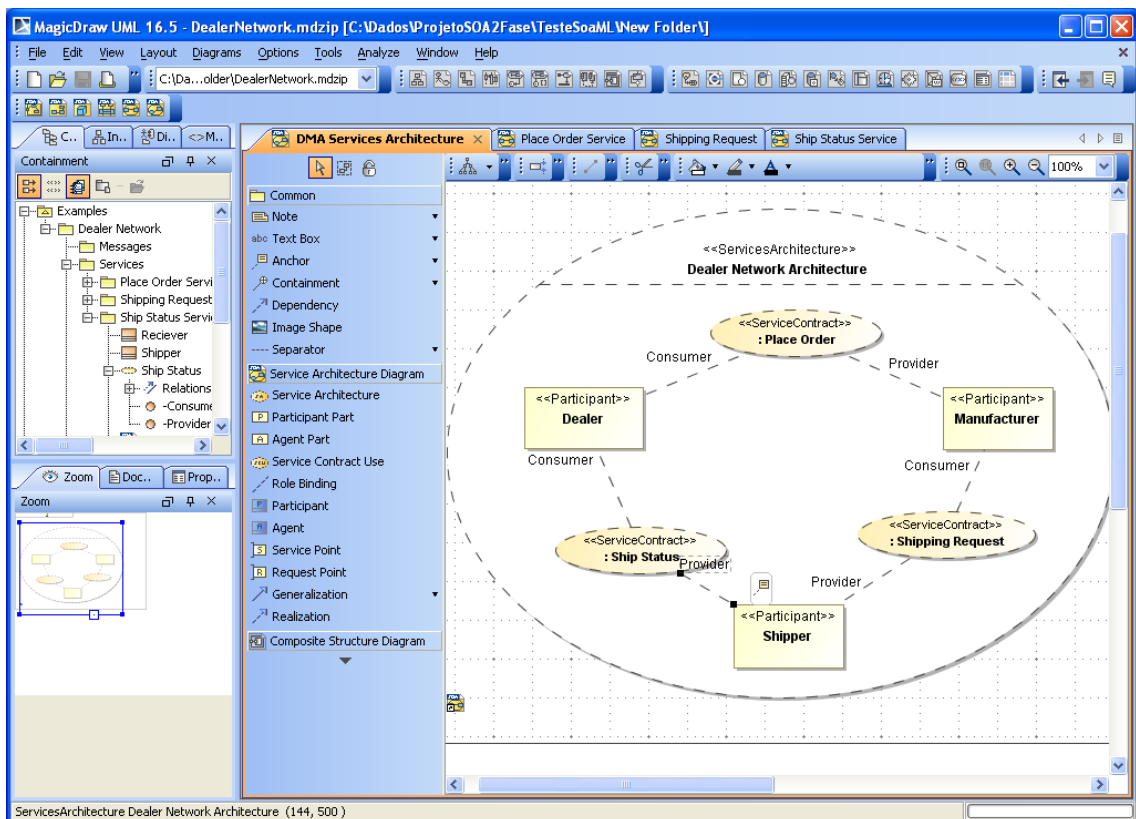 MagicDraw UML 16.5 - DealerNetwork.mdzip [C:\Dados\ProjetoSOA2Fase\TesteSoaML\New Folder\]
File Edit View Layout Diagrams Options Tools Analyze Window Help
C:\Da...older\DealerNetwork.mdzip
C.. In... Di.. <>M..
DMA Services Architecture Place Order Service Shipping Request Ship Status Service
Containment
100%
Examples
Dealer Network
Messages
Services
Place Order Servi
Shipping Request
Ship Status Servi
Reciever
Shipper
Ship Status
Relations
-Consume
-Provider
Zoom Doc.. Prop..
Zoom
Common
Note
abc Text Box
Anchor
Containment
Dependency
Image Shape
Separator
Service Architecture Diagram
Service Architecture
P Participant Part
A Agent Part
Service Contract Use
Role Binding
Participant
Agent
S Service Point
R Request Point
Generalization
Realization
Composite Structure Diagram
<<ServicesArchitecture>>
Dealer Network Architecture
<<ServiceContract>>
: Place Order
Consumer
Provider
<<Participant>>
Dealer
<<Participant>>
Manufacturer
Consumer
Consumer
<<ServiceContract>>
: Ship Status
Provider
<<ServiceContract>>
: Shipping Request
Provider
<<Participant>>
Shipper
ServicesArchitecture Dealer Network Architecture (144, 500 )